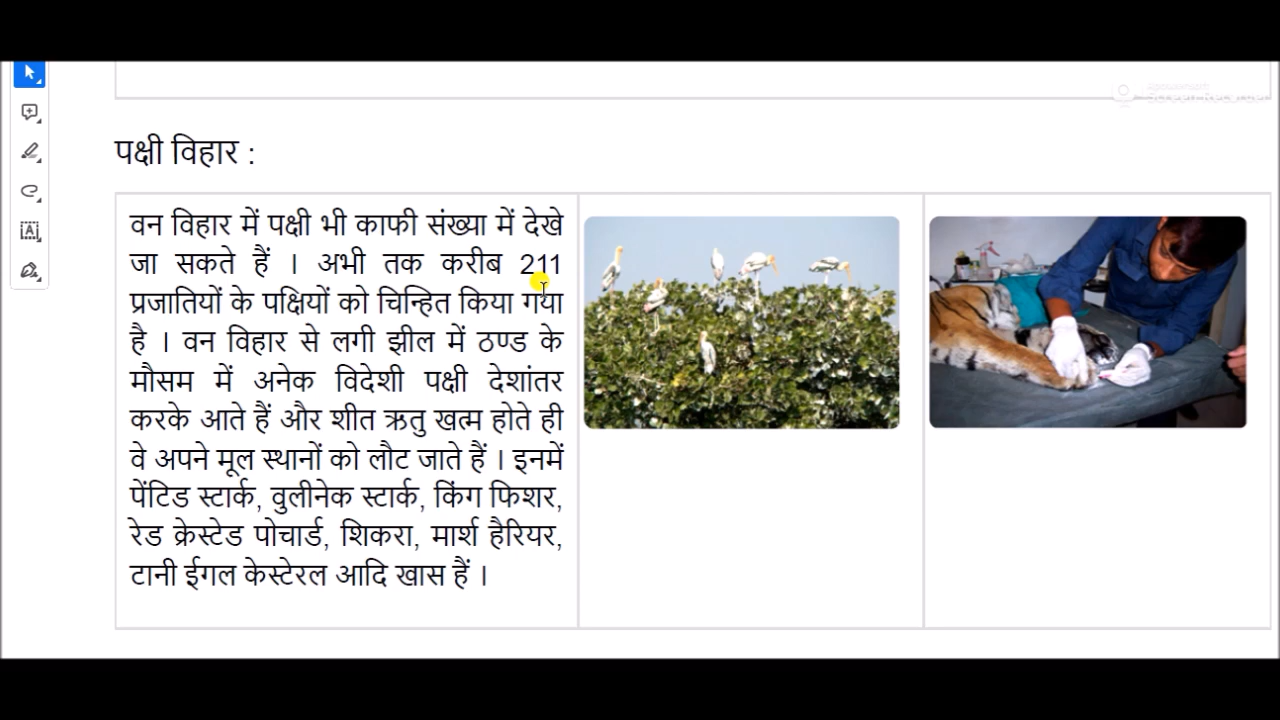 पक्षी विहार :
वन विहार में पक्षी भी काफी संख्या में देखे
जा सकते हैं । अभी तक करीब 211
प्रजातियों के पक्षियों को चिन्हित किया गया
है । वन विहार से लगी झील में ठण्ड के
मौसम में अनेक विदेशी पक्षी देशांतर
करके आते हैं और शीत ऋतु खत्म होते ही
वे अपने मूल स्थानों को लौट जाते हैं । इनमें
पेंटिड स्टार्क, वुलीनेक स्टार्क, किंग फिशर,
रेड क्रेस्टेड पोचार्ड, शिकरा, मार्श हैरियर,
टानी ईगल केस्टेरल आदि खास हैं ।